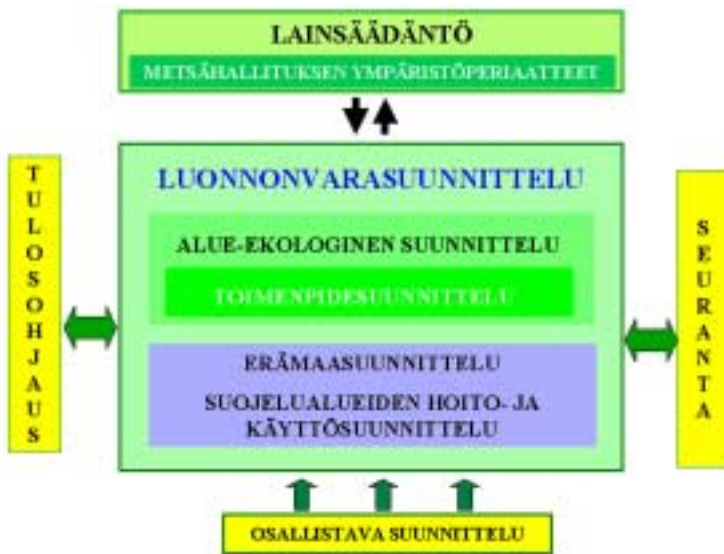 LAINSÄÄDÄNTÖ
METSÄHALLITUKSEN YMPÄRISTÖPERIAATTEET
TULOSOHJAUS
LUONNONVARASUUNNITTELU
ALUE-EKOLOGINEN SUUNNITTELU
TOIMENPIDESUUNNITTELU
ERÄMAASUUNNITTELU
SUOJELUALUEIDEN HOITO- JA
KÄYTTÖSUUNNITTELU
SEURANTA
OSALLISTAVA SUUNNITTELU